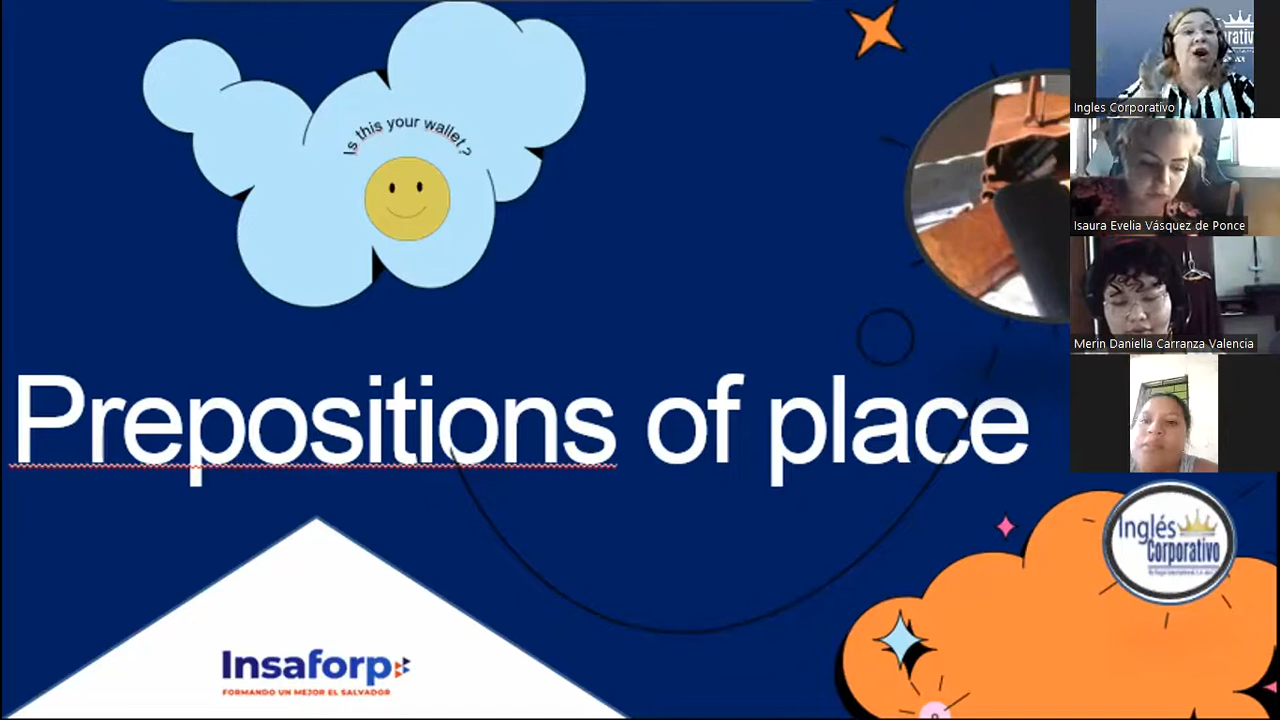 Is this your wallet ?
Prepositions of place
Insaforp
FORMANDO UN MEJOR EL SALVADOR
Inglés
Corporativo
Ingles Corporativo
Isaura Evelia Vásquez de Ponce
Merin Daniella Carranza Valencia